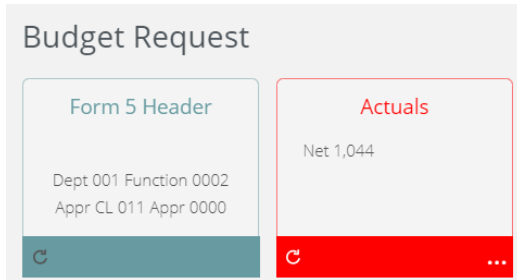 Budget Request
Form 5 Header
Dept 001 Function 0002
Appr CL 011 Appr 0000
Actuals
Net 1,044
...